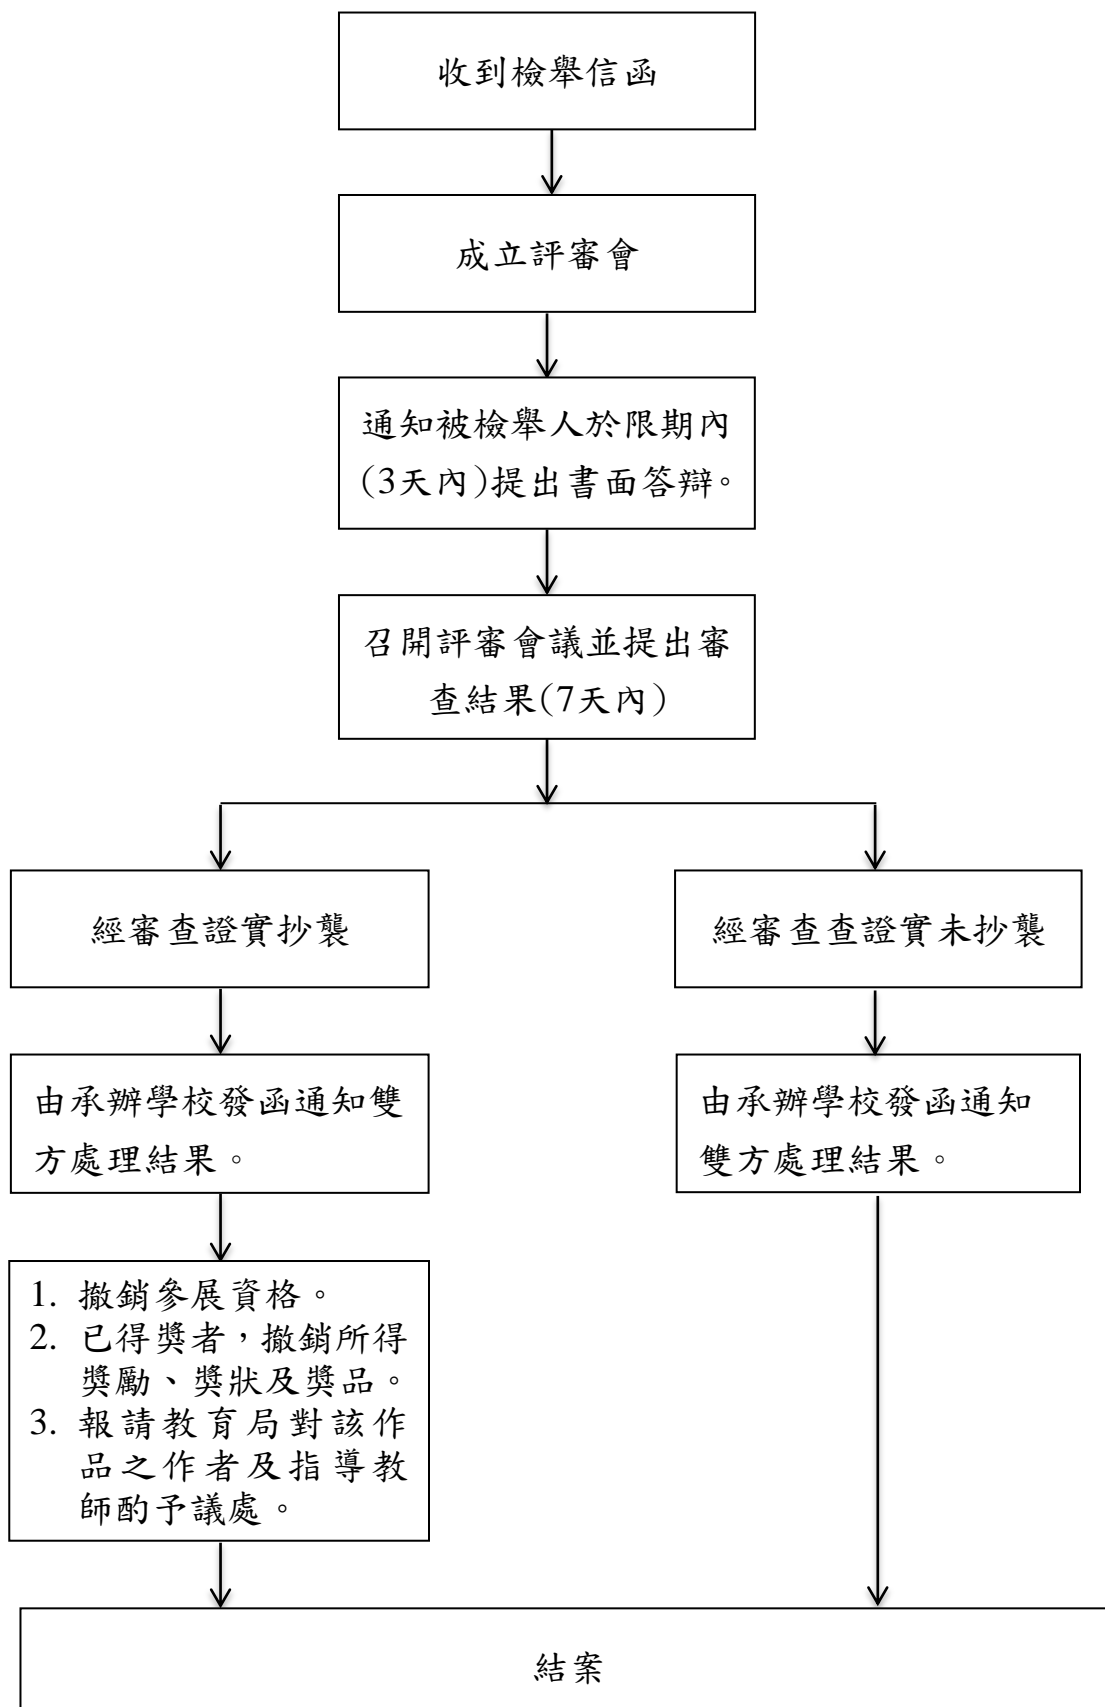 收到檢舉信函
成立評審會
通知被檢舉人於限期內
(3天內)提出書面答辯。
召開評審會議並提出審
查結果(7天內)
經審查證實抄襲
經審查查證實未抄襲
由承辦學校發函通知雙
方處理結果。
由承辦學校發函通知
雙方處理結果。
1. 撤銷參展資格。
2. 已得獎者，撤銷所得
獎勵、獎狀及獎品。
3. 報請教育局對該作
品之作者及指導教
師酌予議處。
結案